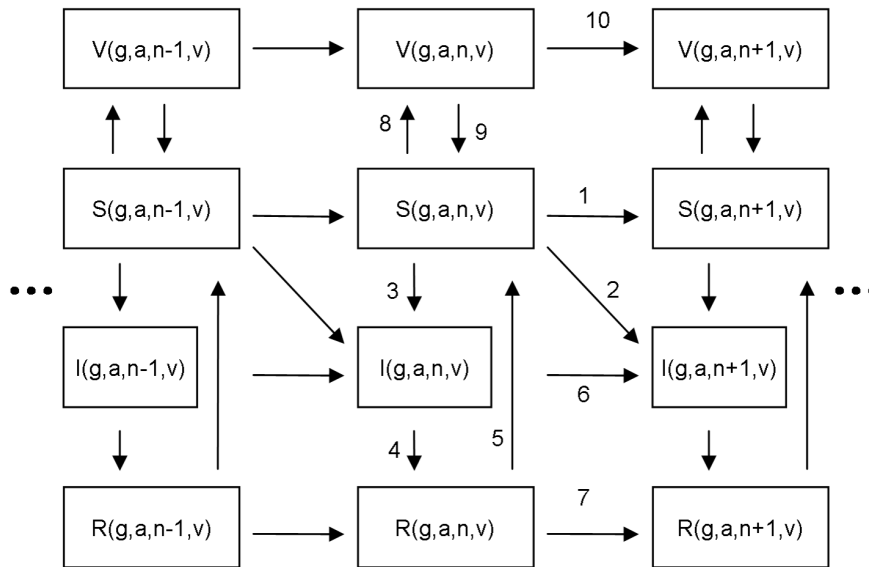 10
V(g,a,n-1,v) V(g,a,n,v) V(g,a,n+1,v)
8 9
1
S(g,a,n-1,v) S(g,a,n,v) S(g,a,n+1,v)
3 2
I(g,a,n-1,v) I(g,a,n,v) I(g,a,n+1,v)
6
4 5
7
R(g,a,n-1,v) R(g,a,n,v) R(g,a,n+1,v)